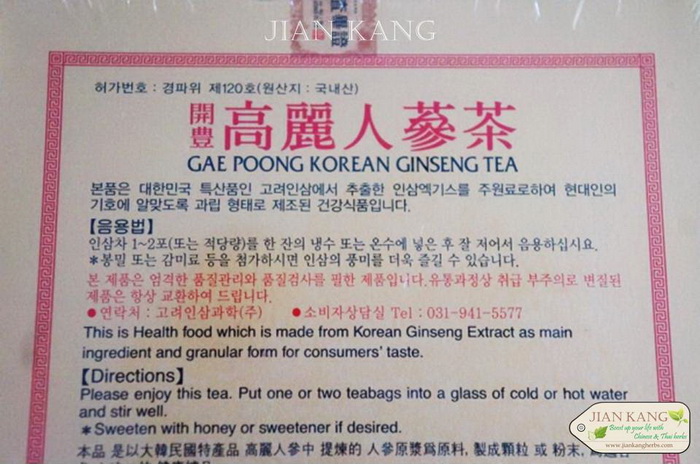 JIAN KANG
허가번호 : 경파위 제120호(원산지 : 국내산)
開豊 高麗人蔘茶
GAE POONG KOREAN GINSENG TEA
본품은 대한민국 특산품인 고려인삼에서 추출한 인삼엑기스를 주원료로하여 현대인의
기호에 알맞도록 과립 형태로 제조된 건강식품입니다.
【음용법】
인삼차 1~2포(또는 적당량)를 한 잔의 냉수 또는 온수에 넣은 후 잘 저어서 음용하십시요.
*봉밀 또는 감미료 등을 첨가하시면 인삼의 풍미를 더욱 즐길 수 있습니다.
본 제품은 엄격한 품질관리와 품질검사를 필한 제품입니다.유통과정상 취급 부주의로 변질된
제품은 항상 교환하여 드립니다.
●연락처 : 고려인삼과학(주) ●소비자상담실 Tel : 031-941-5577
This is Health food which is made from Korean Ginseng Extract as main
ingredient and granular form for consumers' taste.
【Directions】
Please enjoy this tea. Put one or two teabags into a glass of cold or hot water
and stir well.
*Sweeten with honey or sweetener if desired.
本品 是以大韓民國特産品 高麗人參中 提煉的 人參原漿爲原料, 製成顆粒 或 粉末,
JIAN KANG
Boost up your life with
Chinese & Thai herbs
www.jiankangherbs.com